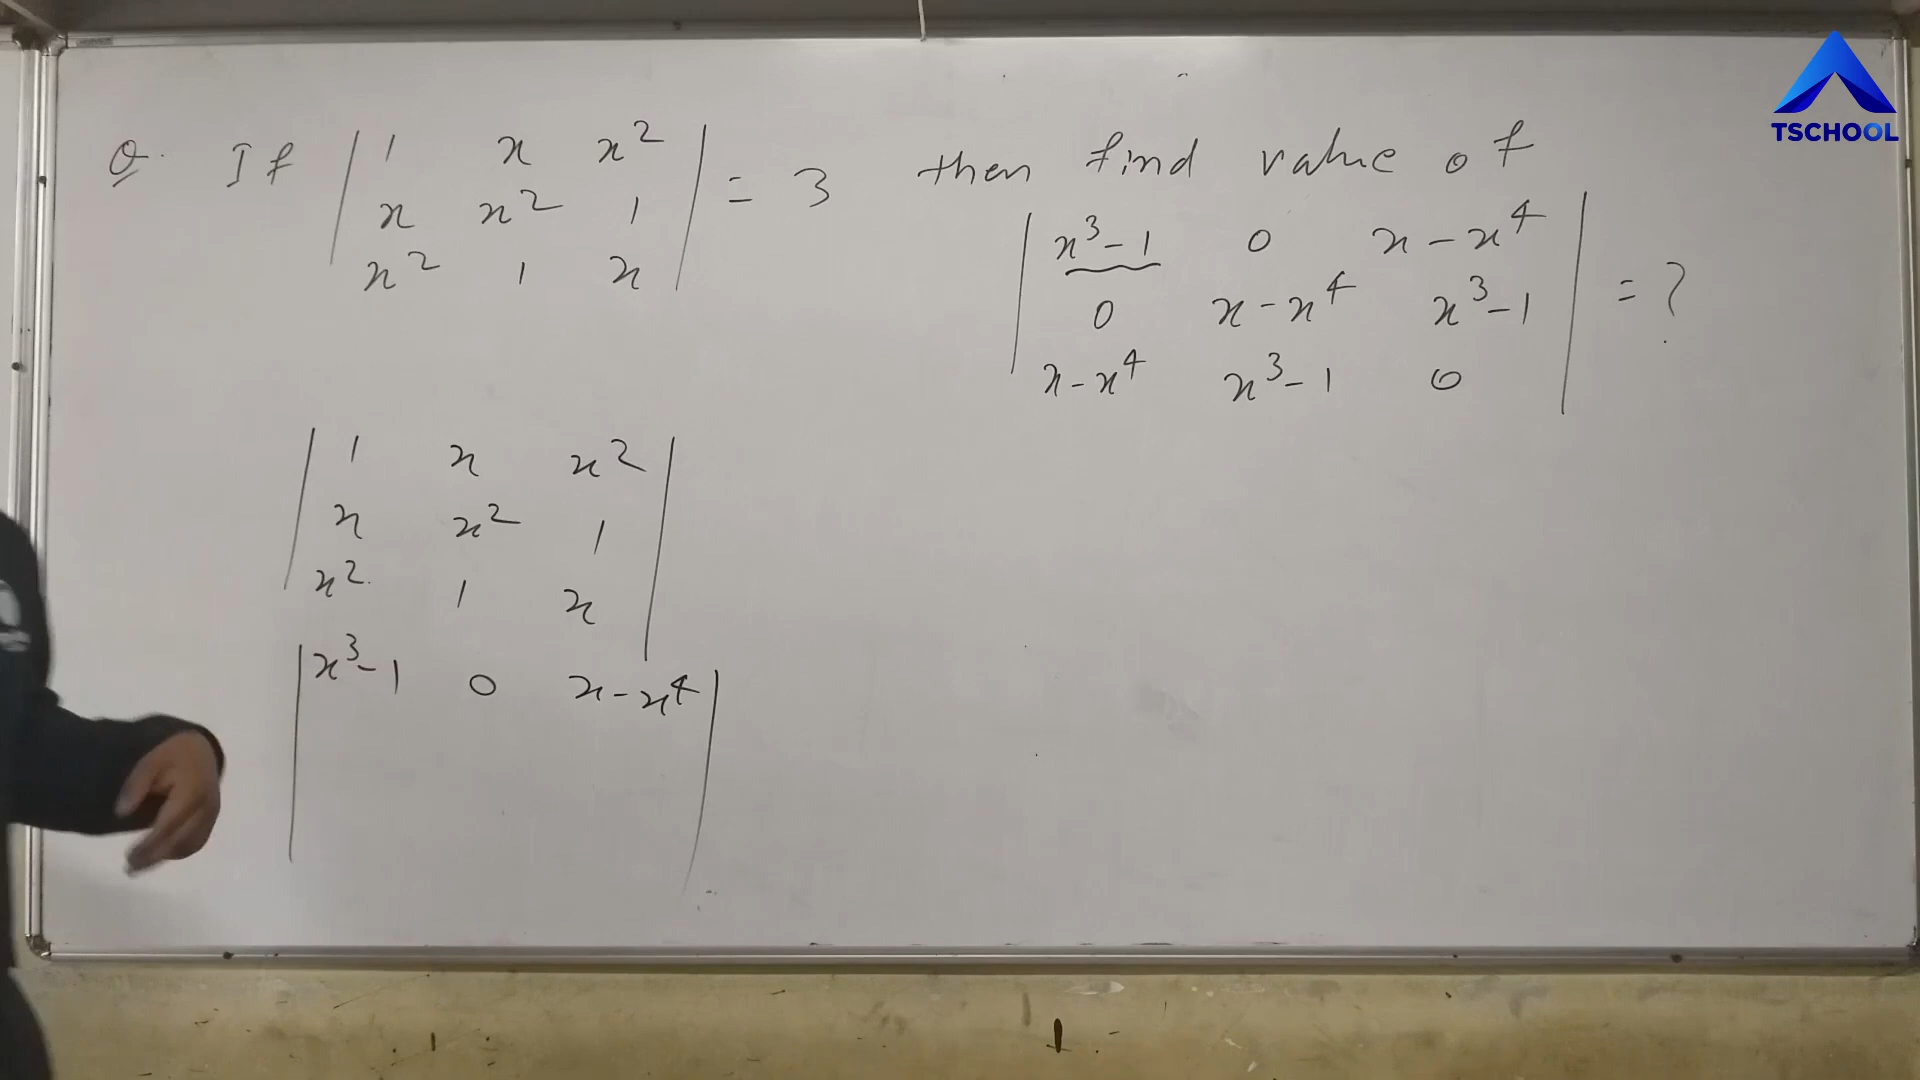 TSCHOOL
Q. If | 1 x x² | = 3 then find value of
| x x² 1 |
| x² 1 x |
| x³-1 0 x-x⁴ | = ?
| 0 x-x⁴ x³-1 |
| x-x⁴ x³-1 0 |
| 1 x x² |
| x x² 1 |
| x² 1 x |
| x³-1 0 x-x⁴ |